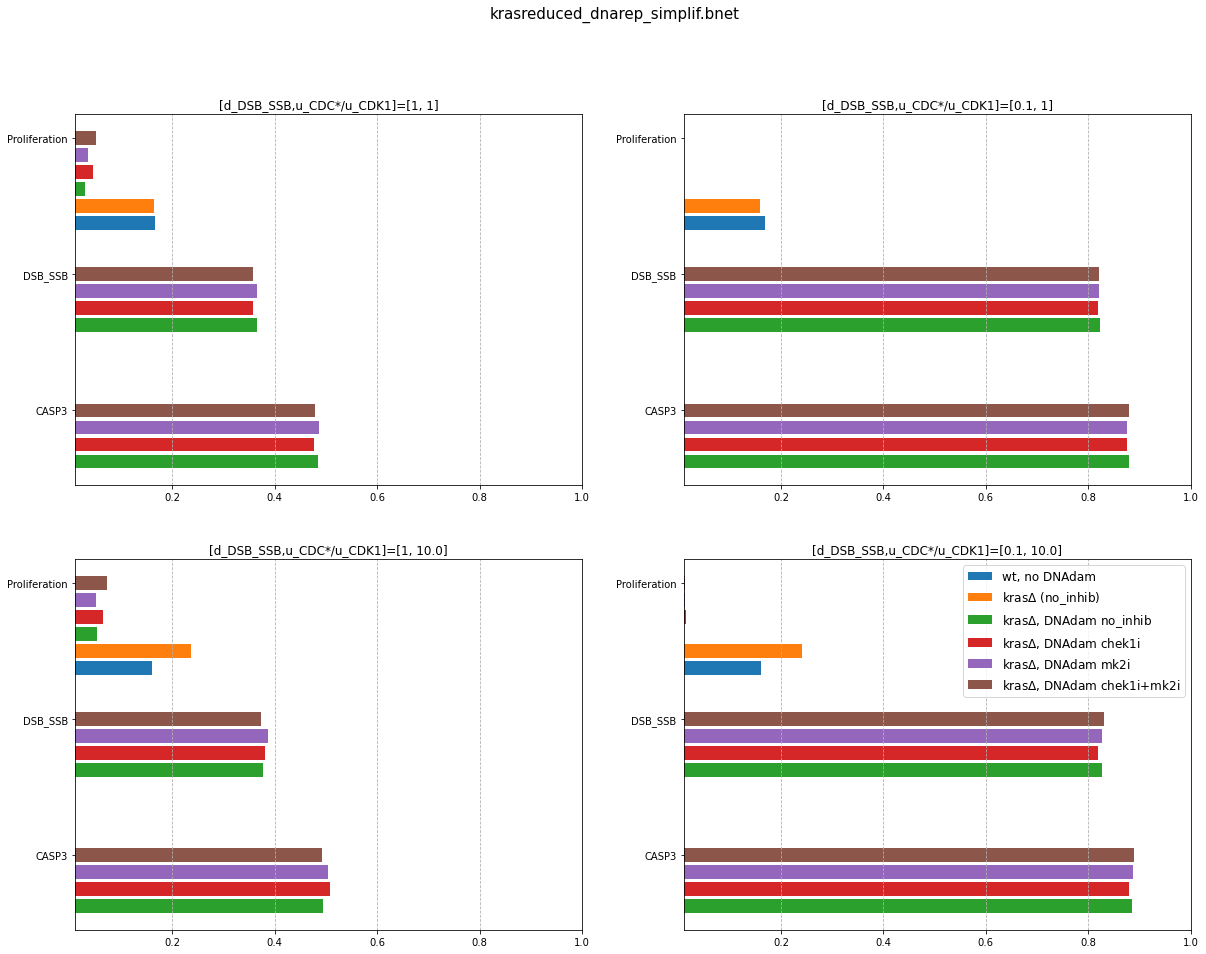 krasreduced_dnarep_simplif.bnet
[d_DSB_SSB,u_CDC*/u_CDK1]=[1, 1]
Proliferation
DSB_SSB
CASP3
0.2 0.4 0.6 0.8 1.0
[d_DSB_SSB,u_CDC*/u_CDK1]=[0.1, 1]
Proliferation
DSB_SSB
CASP3
0.2 0.4 0.6 0.8 1.0
[d_DSB_SSB,u_CDC*/u_CDK1]=[1, 10.0]
Proliferation
DSB_SSB
CASP3
0.2 0.4 0.6 0.8 1.0
[d_DSB_SSB,u_CDC*/u_CDK1]=[0.1, 10.0]
Proliferation
DSB_SSB
CASP3
0.2 0.4 0.6 0.8 1.0
wt, no DNAdam
krasΔ (no_inhib)
krasΔ, DNAdam no_inhib
krasΔ, DNAdam chek1i
krasΔ, DNAdam mk2i
krasΔ, DNAdam chek1i+mk2i